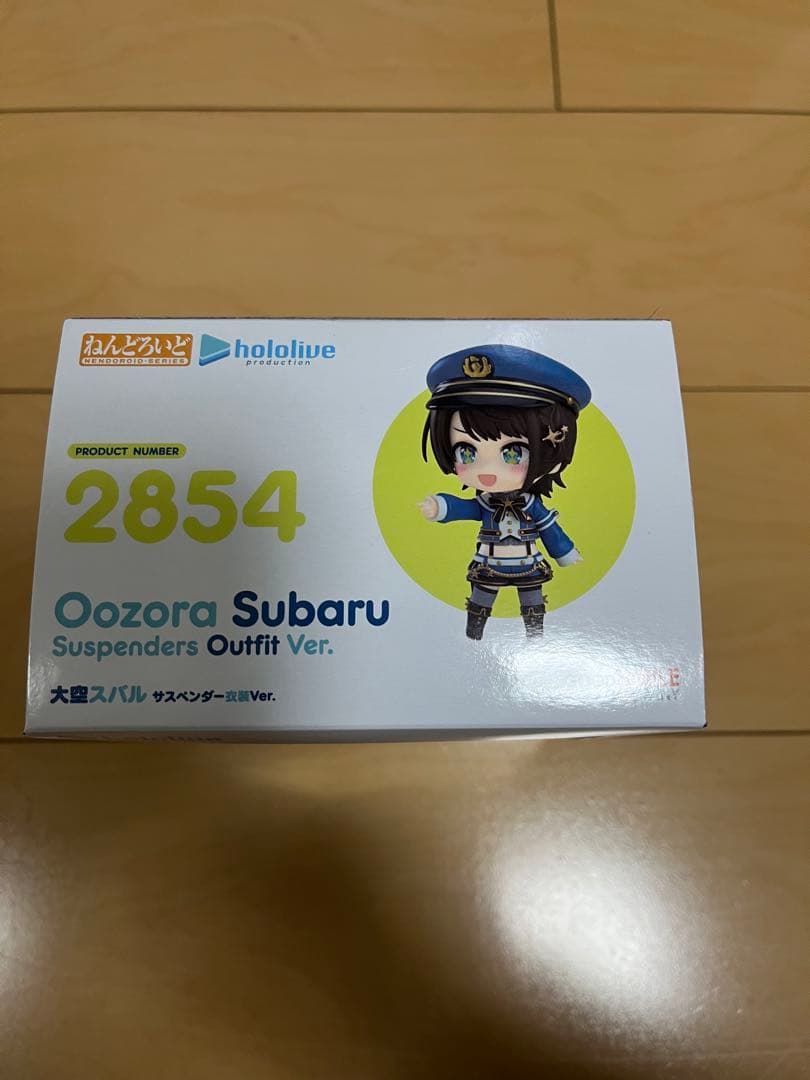 ねんどろいど
NENDOROID-SERIES
hololive
production
PRODUCT NUMBER
2854
Oozora Subaru
Suspenders Outfit Ver.
大空スバル サスペンダー衣装Ver.